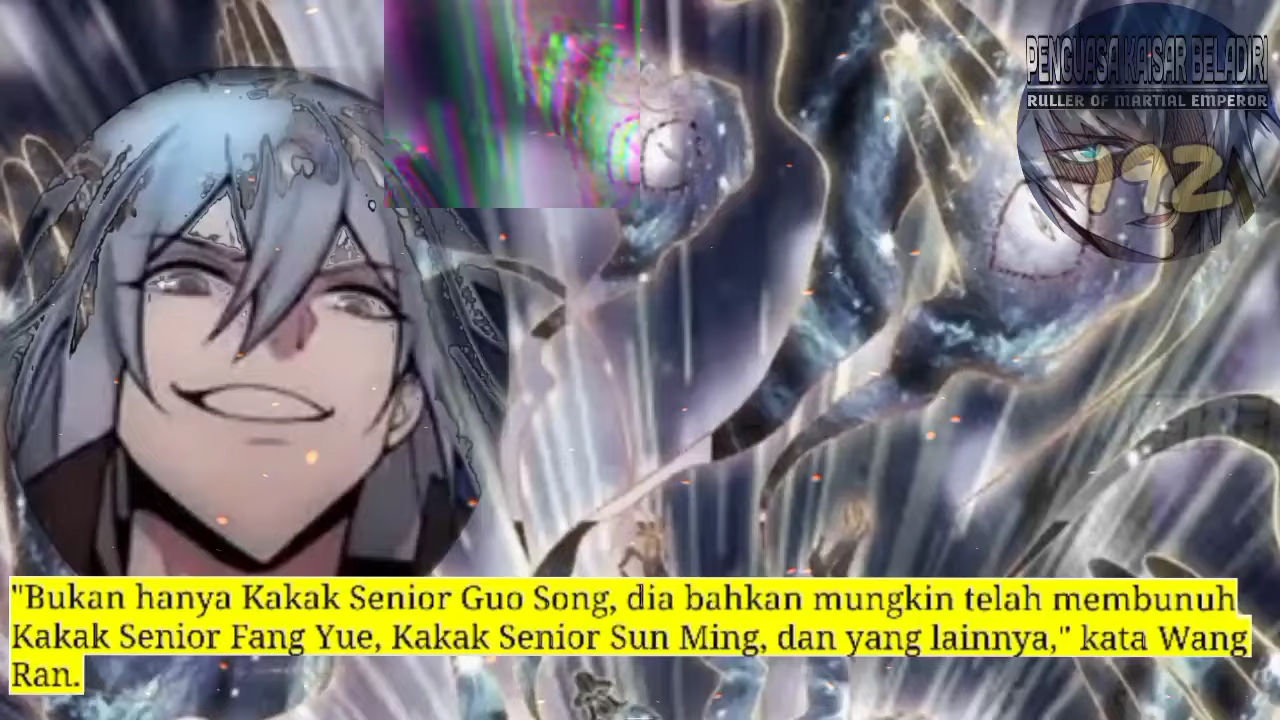 PENGUASA KAISAR BELADIRI
RULLER OF MARTIAL EMPEROR
792
"Bukan hanya Kakak Senior Guo Song, dia bahkan mungkin telah membunuh
Kakak Senior Fang Yue, Kakak Senior Sun Ming, dan yang lainnya," kata Wang
Ran.